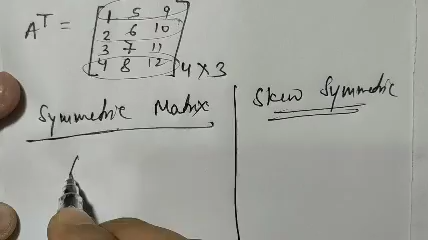 1 5 9
A^T = 2 6 10
3 7 11
4 8 12 4×3
Symmetric Matrix
Skew Symmetric